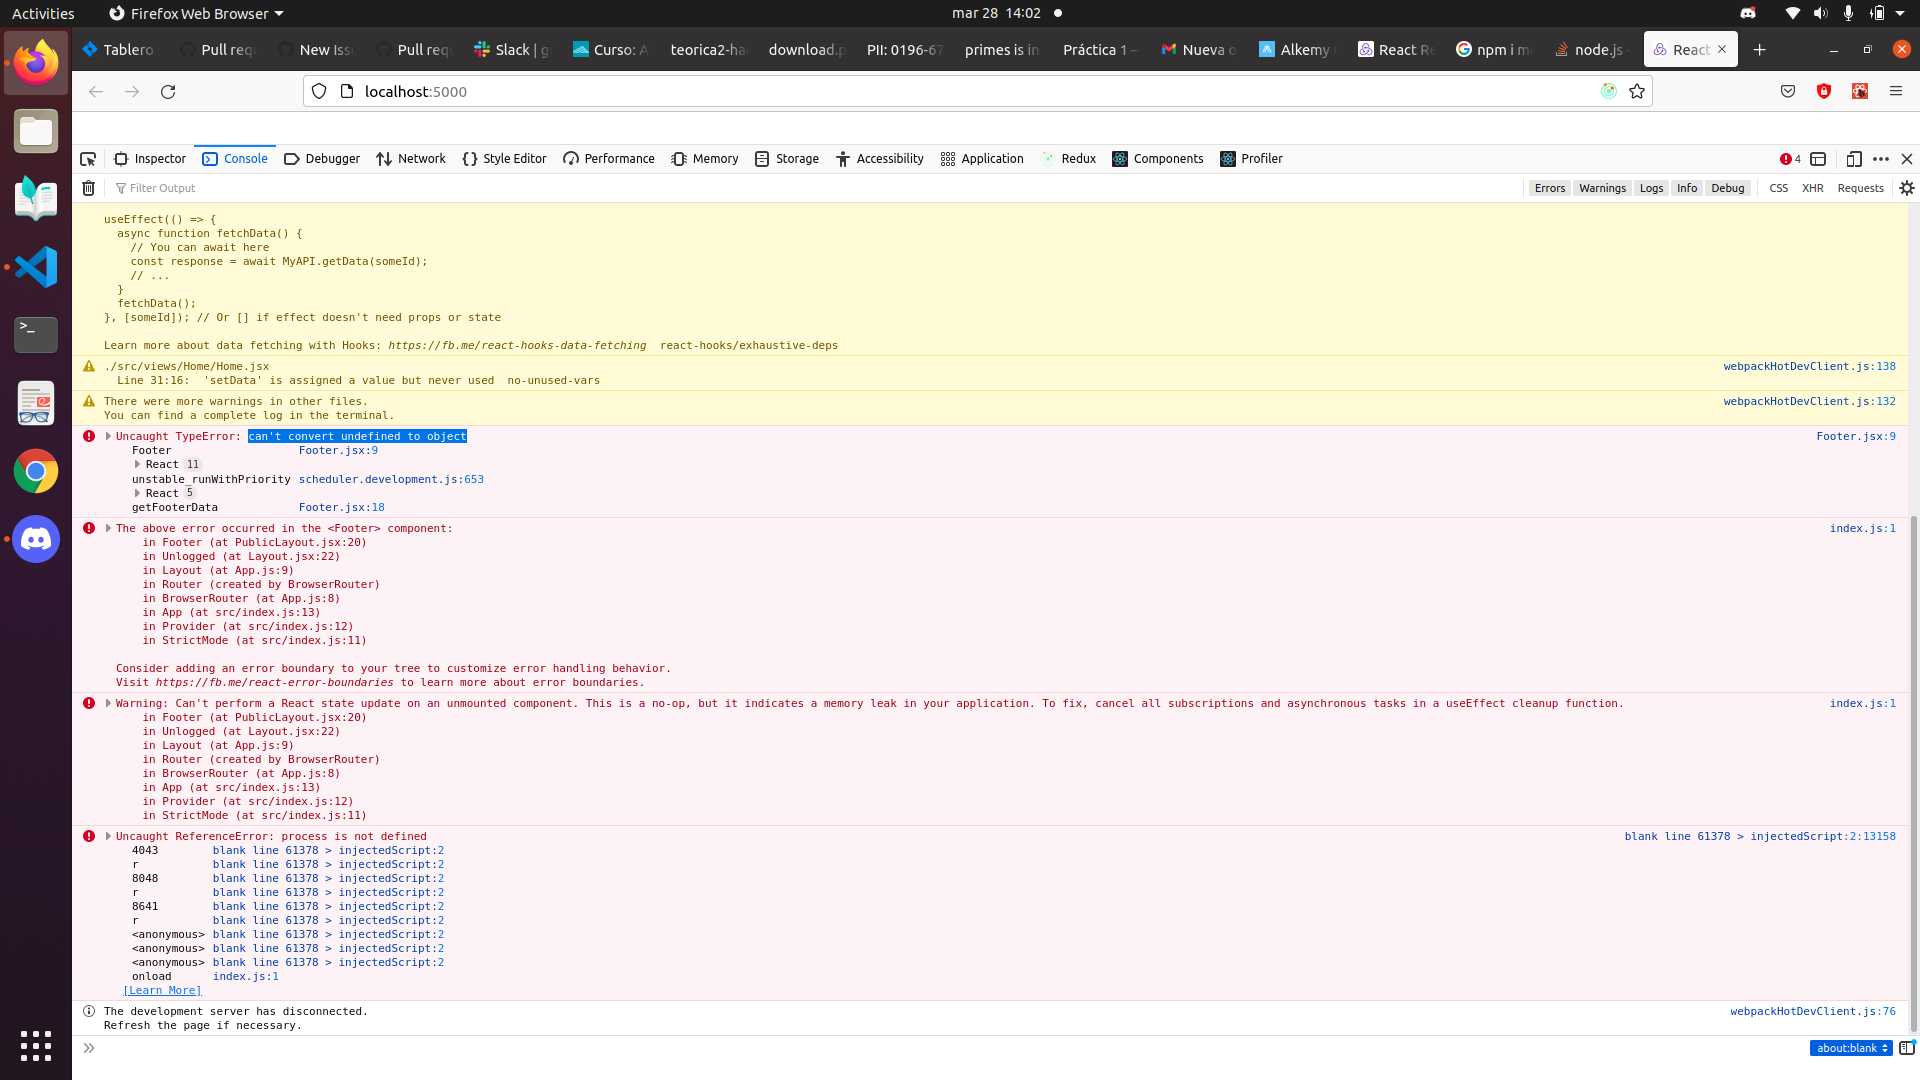 Activities
Firefox Web Browser
mar 28 14:02
Tablero
Pull requ
New Issu
Pull requ
Slack | g
Curso: A
teorica2-ha
download.p
PII: 0196-67
primes is in
Práctica 1 –
Nueva o
Alkemy
React Re
npm i m
node.js -
React
localhost:5000
Inspector
Console
Debugger
Network
Style Editor
Performance
Memory
Storage
Accessibility
Application
Redux
Components
Profiler
4
Filter Output
Errors
Warnings
Logs
Info
Debug
CSS
XHR
Requests
useEffect(() => {
async function fetchData() {
// You can await here
const response = await MyAPI.getData(someId);
// ...
}
fetchData();
}, [someId]); // Or [] if effect doesn't need props or state
Learn more about data fetching with Hooks: https://fb.me/react-hooks-data-fetching react-hooks/exhaustive-deps
./src/views/Home/Home.jsx webpackHotDevClient.js:138
Line 31:16: 'setData' is assigned a value but never used no-unused-vars
There were more warnings in other files. webpackHotDevClient.js:132
You can find a complete log in the terminal.
Uncaught TypeError: can't convert undefined to object Footer.jsx:9
Footer Footer.jsx:9
React 11
unstable_runWithPriority scheduler.development.js:653
React 5
getFooterData Footer.jsx:18
The above error occurred in the <Footer> component: index.js:1
in Footer (at PublicLayout.jsx:20)
in Unlogged (at Layout.jsx:22)
in Layout (at App.js:9)
in Router (created by BrowserRouter)
in BrowserRouter (at App.js:8)
in App (at src/index.js:13)
in Provider (at src/index.js:12)
in StrictMode (at src/index.js:11)
Consider adding an error boundary to your tree to customize error handling behavior.
Visit https://fb.me/react-error-boundaries to learn more about error boundaries.
Warning: Can't perform a React state update on an unmounted component. This is a no-op, but it indicates a memory leak in your application. To fix, cancel all subscriptions and asynchronous tasks in a useEffect cleanup function. index.js:1
in Footer (at PublicLayout.jsx:20)
in Unlogged (at Layout.jsx:22)
in Layout (at App.js:9)
in Router (created by BrowserRouter)
in BrowserRouter (at App.js:8)
in App (at src/index.js:13)
in Provider (at src/index.js:12)
in StrictMode (at src/index.js:11)
Uncaught ReferenceError: process is not defined blank line 61378 > injectedScript:2:13158
4043 blank line 61378 > injectedScript:2
r blank line 61378 > injectedScript:2
8048 blank line 61378 > injectedScript:2
r blank line 61378 > injectedScript:2
8641 blank line 61378 > injectedScript:2
r blank line 61378 > injectedScript:2
<anonymous> blank line 61378 > injectedScript:2
<anonymous> blank line 61378 > injectedScript:2
<anonymous> blank line 61378 > injectedScript:2
onload index.js:1
[Learn More]
The development server has disconnected. webpackHotDevClient.js:76
Refresh the page if necessary.
about:blank